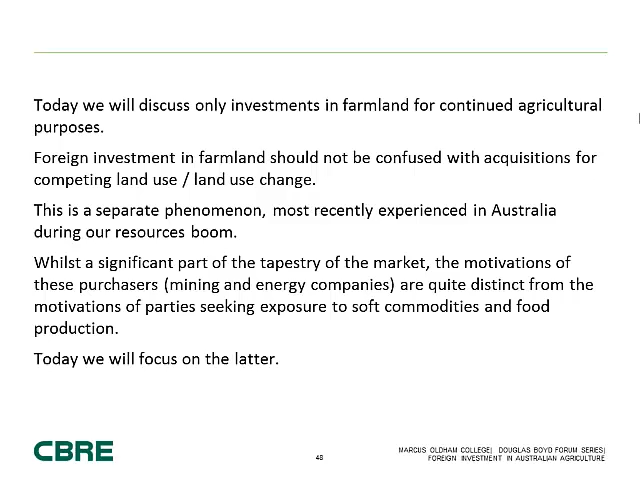 Today we will discuss only investments in farmland for continued agricultural
purposes.
Foreign investment in farmland should not be confused with acquisitions for
competing land use / land use change.
This is a separate phenomenon, most recently experienced in Australia
during our resources boom.
Whilst a significant part of the tapestry of the market, the motivations of
these purchasers (mining and energy companies) are quite distinct from the
motivations of parties seeking exposure to soft commodities and food
production.
Today we will focus on the latter.
CBRE
48
MARCUS OLDHAM COLLEGE| DOUGLAS BOYD FORUM SERIES|
FOREIGN INVESTMENT IN AUSTRALIAN AGRICULTURE